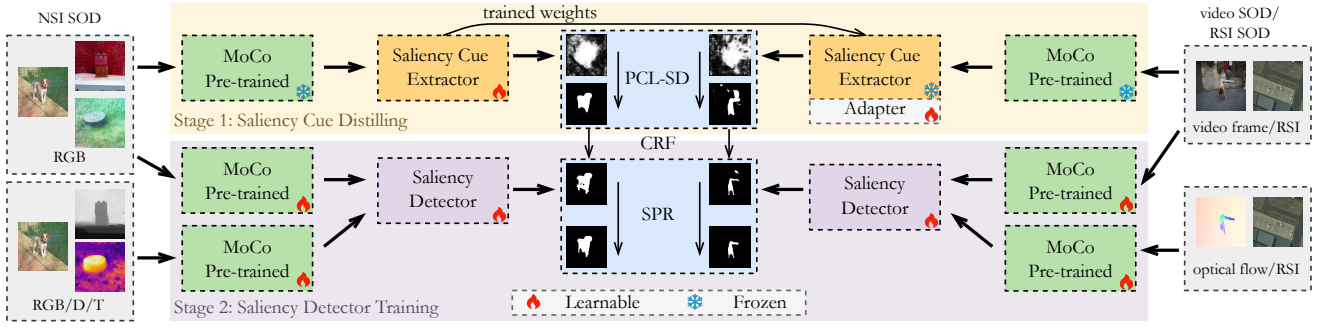 NSI SOD
RGB
RGB/D/T
trained weights
MoCo
Pre-trained
Saliency Cue
Extractor
PCL-SD
Saliency Cue
Extractor
Adapter
MoCo
Pre-trained
Stage 1: Saliency Cue Distilling
CRF
MoCo
Pre-trained
MoCo
Pre-trained
Saliency
Detector
SPR
Saliency
Detector
MoCo
Pre-trained
MoCo
Pre-trained
Stage 2: Saliency Detector Training
Learnable
Frozen
video SOD/
RSI SOD
video frame/RSI
optical flow/RSI